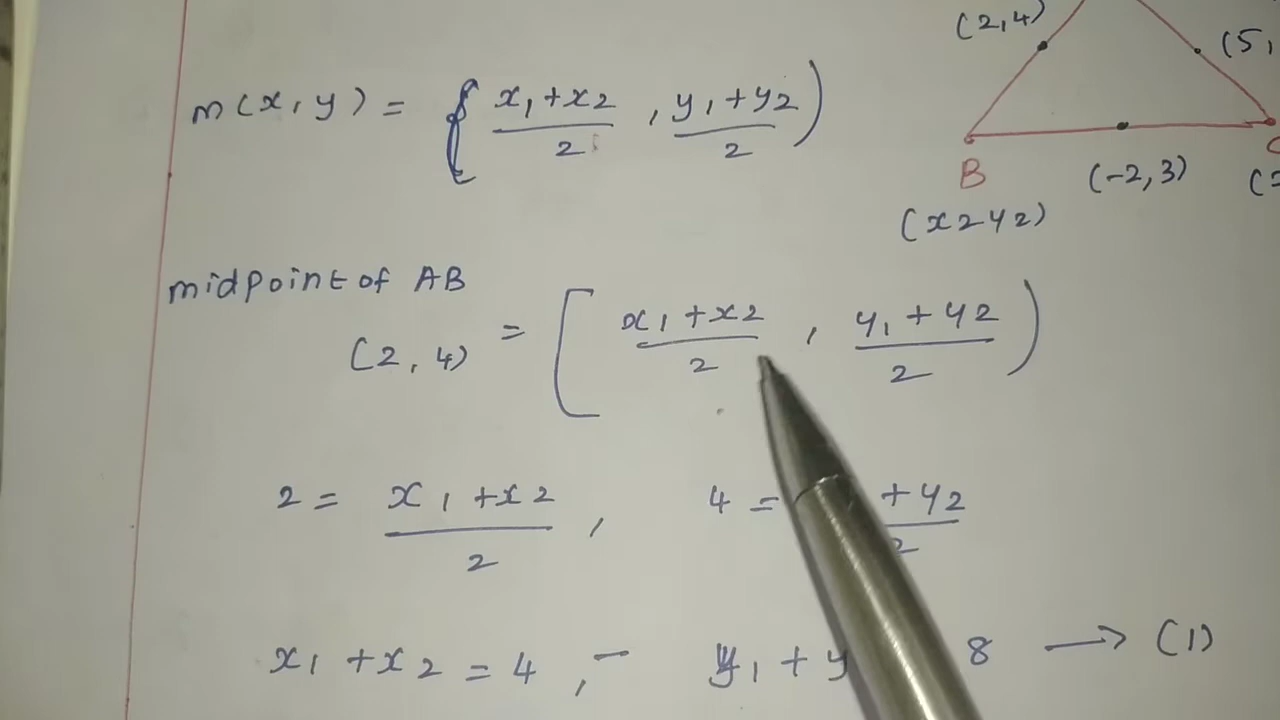 (2,4)
(5,
m(x, y) = { x1+x2/2 , y1+y2/2 )
B
(-2,3)
(x2 y2)
midpoint of AB
(2, 4) = [ x1+x2/2 , y1+y2/2 )
2 = x1+x2/2 , 4 = +y2/2
x1+x2 = 4 , y1+y 8 → (1)